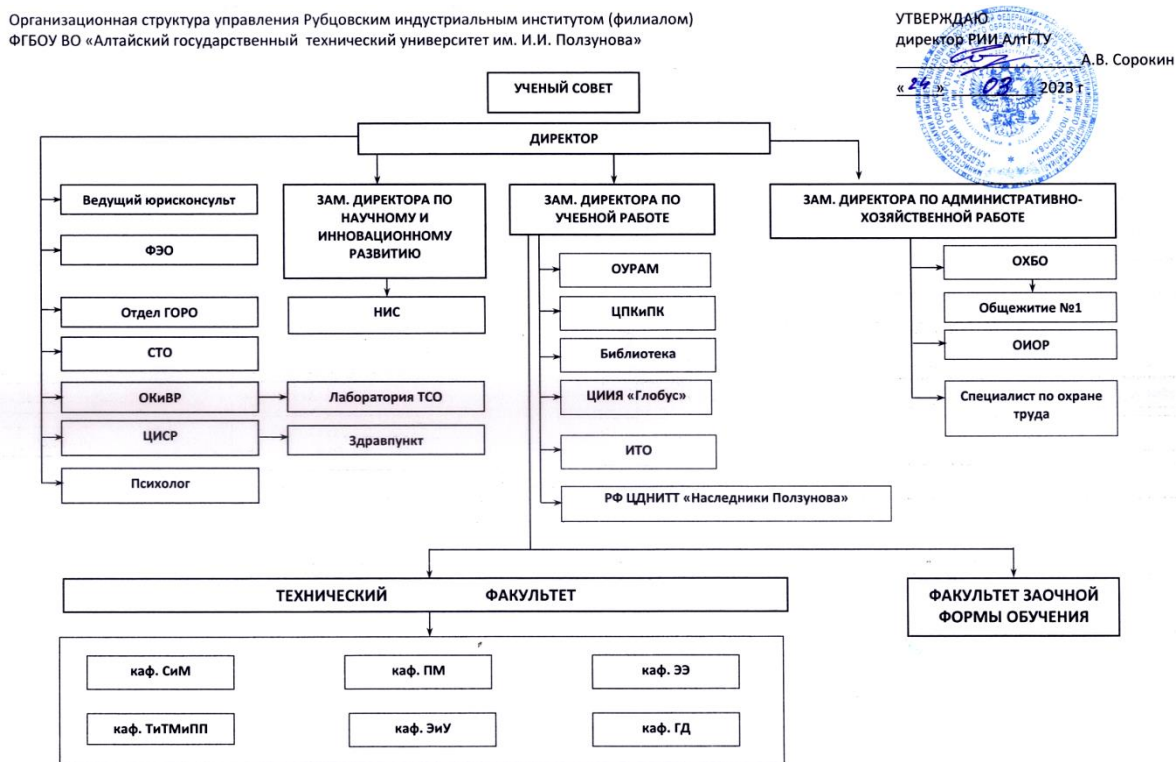 Организационная структура управления Рубцовским индустриальным институтом (филиалом)
ФГБОУ ВО «Алтайский государственный технический университет им. И.И. Ползунова»
УТВЕРЖДАЮ
директор РИИ АлтГТУ
А.В. Сорокин
« 24 » 03 2023 г
УЧЕНЫЙ СОВЕТ
ДИРЕКТОР
Ведущий юрисконсульт
ФЭО
Отдел ГОРО
СТО
ОКиВР
Лаборатория ТСО
ЦИСР
Здравпункт
Психолог
ЗАМ. ДИРЕКТОРА ПО
НАУЧНОМУ И
ИННОВАЦИОННОМУ
РАЗВИТИЮ
НИС
ЗАМ. ДИРЕКТОРА ПО
УЧЕБНОЙ РАБОТЕ
ОУРАМ
ЦПКиПК
Библиотека
ЦИИЯ «Глобус»
ИТО
РФ ЦДНИТТ «Наследники Ползунова»
ЗАМ. ДИРЕКТОРА ПО АДМИНИСТРАТИВНО-
ХОЗЯЙСТВЕННОЙ РАБОТЕ
ОХБО
Общежитие №1
ОИОР
Специалист по охране
труда
ТЕХНИЧЕСКИЙ ФАКУЛЬТЕТ
ФАКУЛЬТЕТ ЗАОЧНОЙ
ФОРМЫ ОБУЧЕНИЯ
каф. СиМ
каф. ПМ
каф. ЭЭ
каф. ТиТМиПП
каф. ЭиУ
каф. ГД